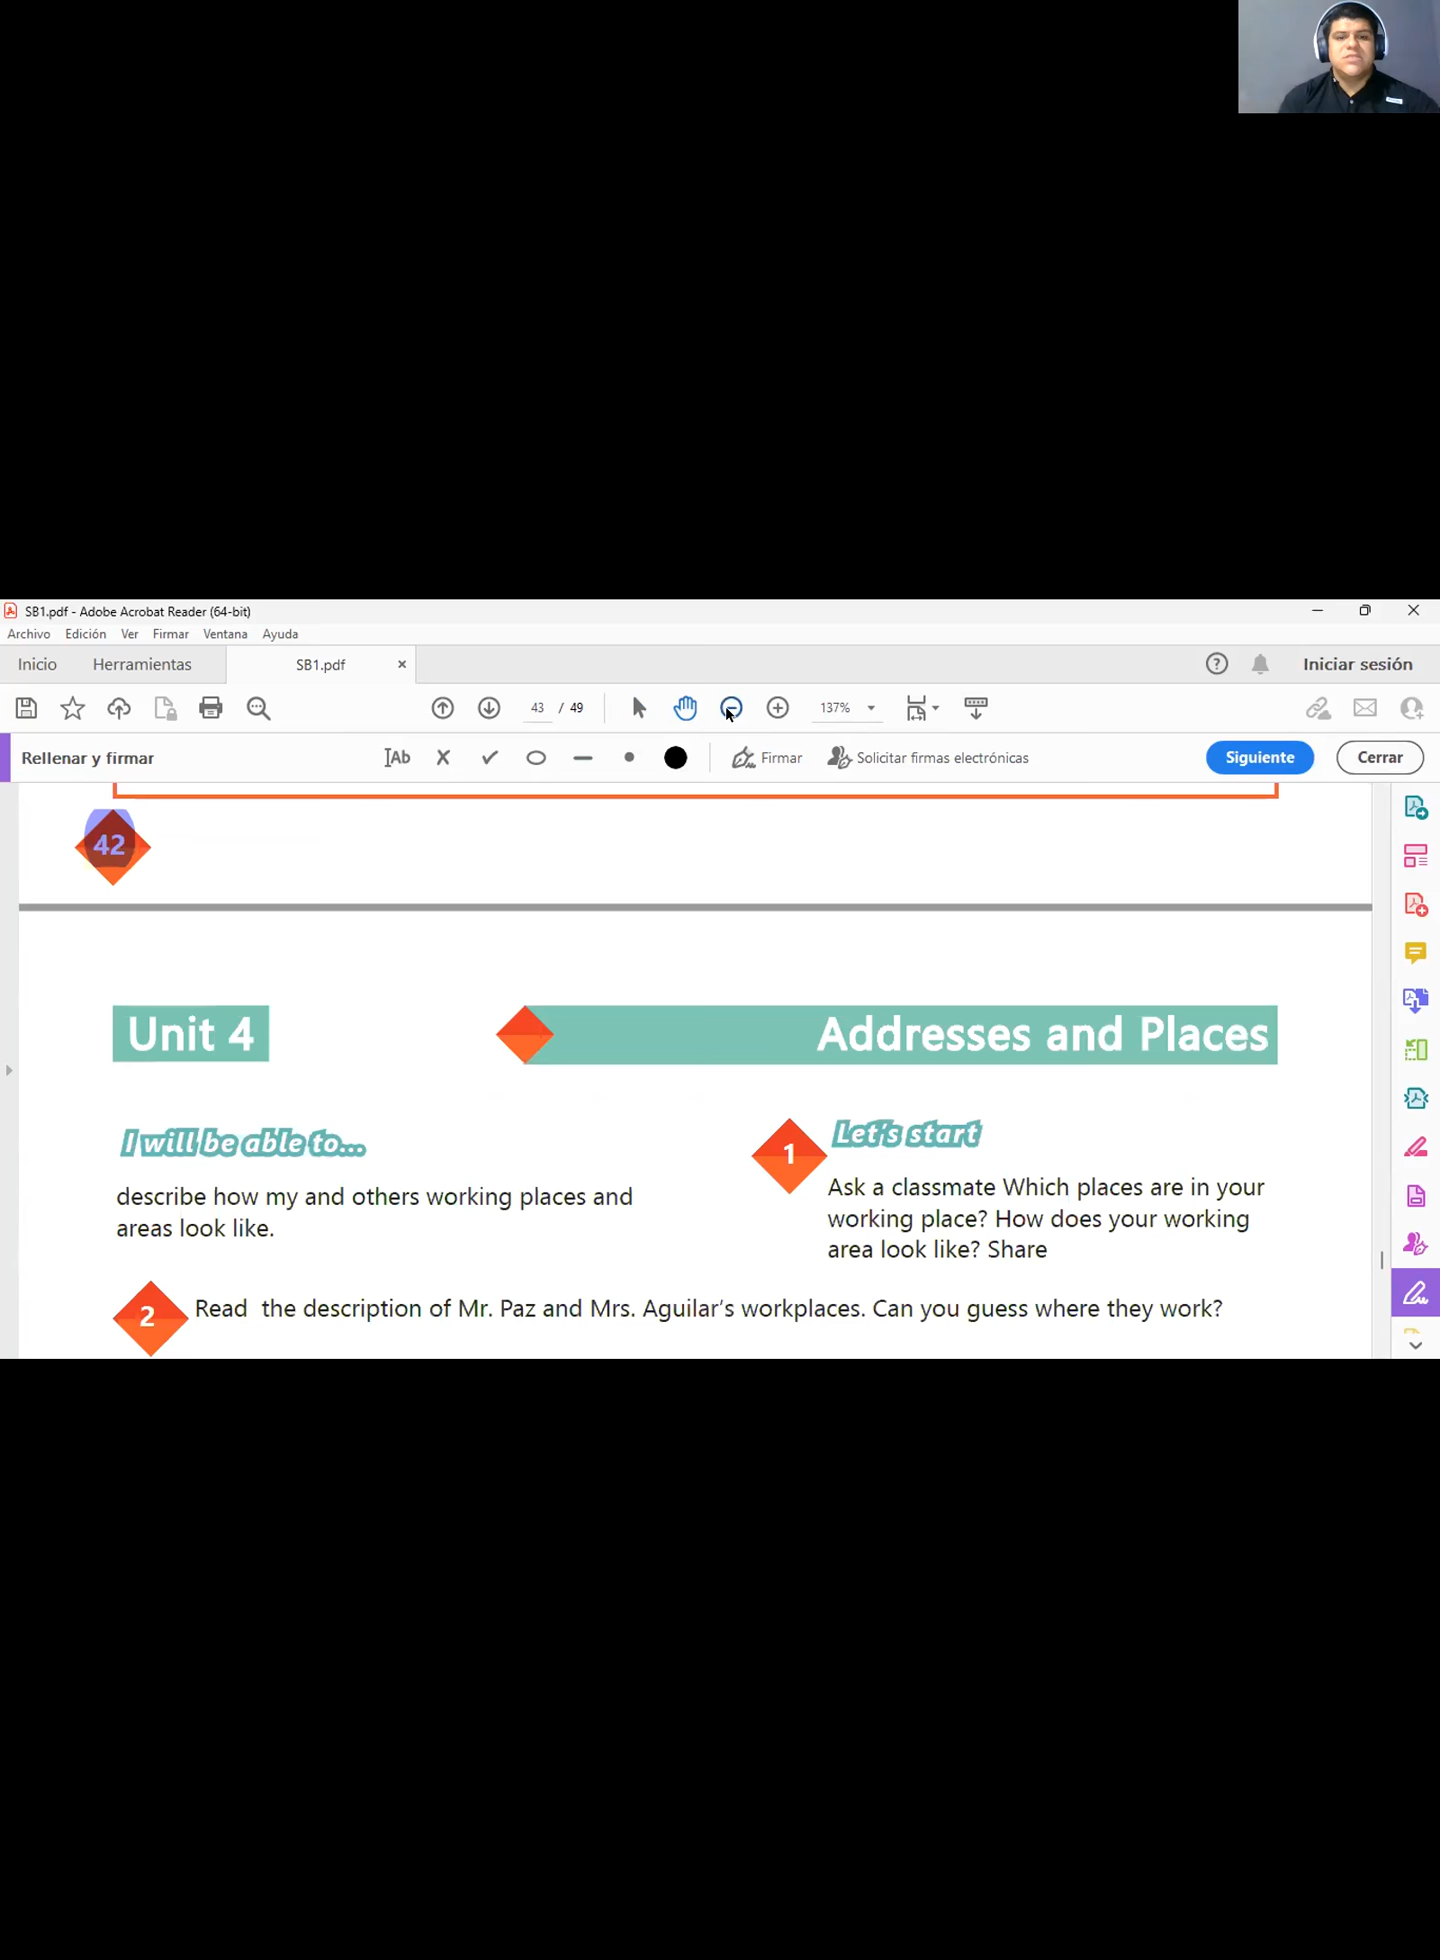 SB1.pdf - Adobe Acrobat Reader (64-bit)
Archivo Edición Ver Firmar Ventana Ayuda
Inicio Herramientas SB1.pdf Iniciar sesión
43 / 49 137%
Rellenar y firmar Ab Firmar Solicitar firmas electrónicas Siguiente Cerrar
42
Unit 4 Addresses and Places
I will be able to...
describe how my and others working places and
areas look like.
1 Let's start
Ask a classmate Which places are in your
working place? How does your working
area look like? Share
2 Read the description of Mr. Paz and Mrs. Aguilar's workplaces. Can you guess where they work?